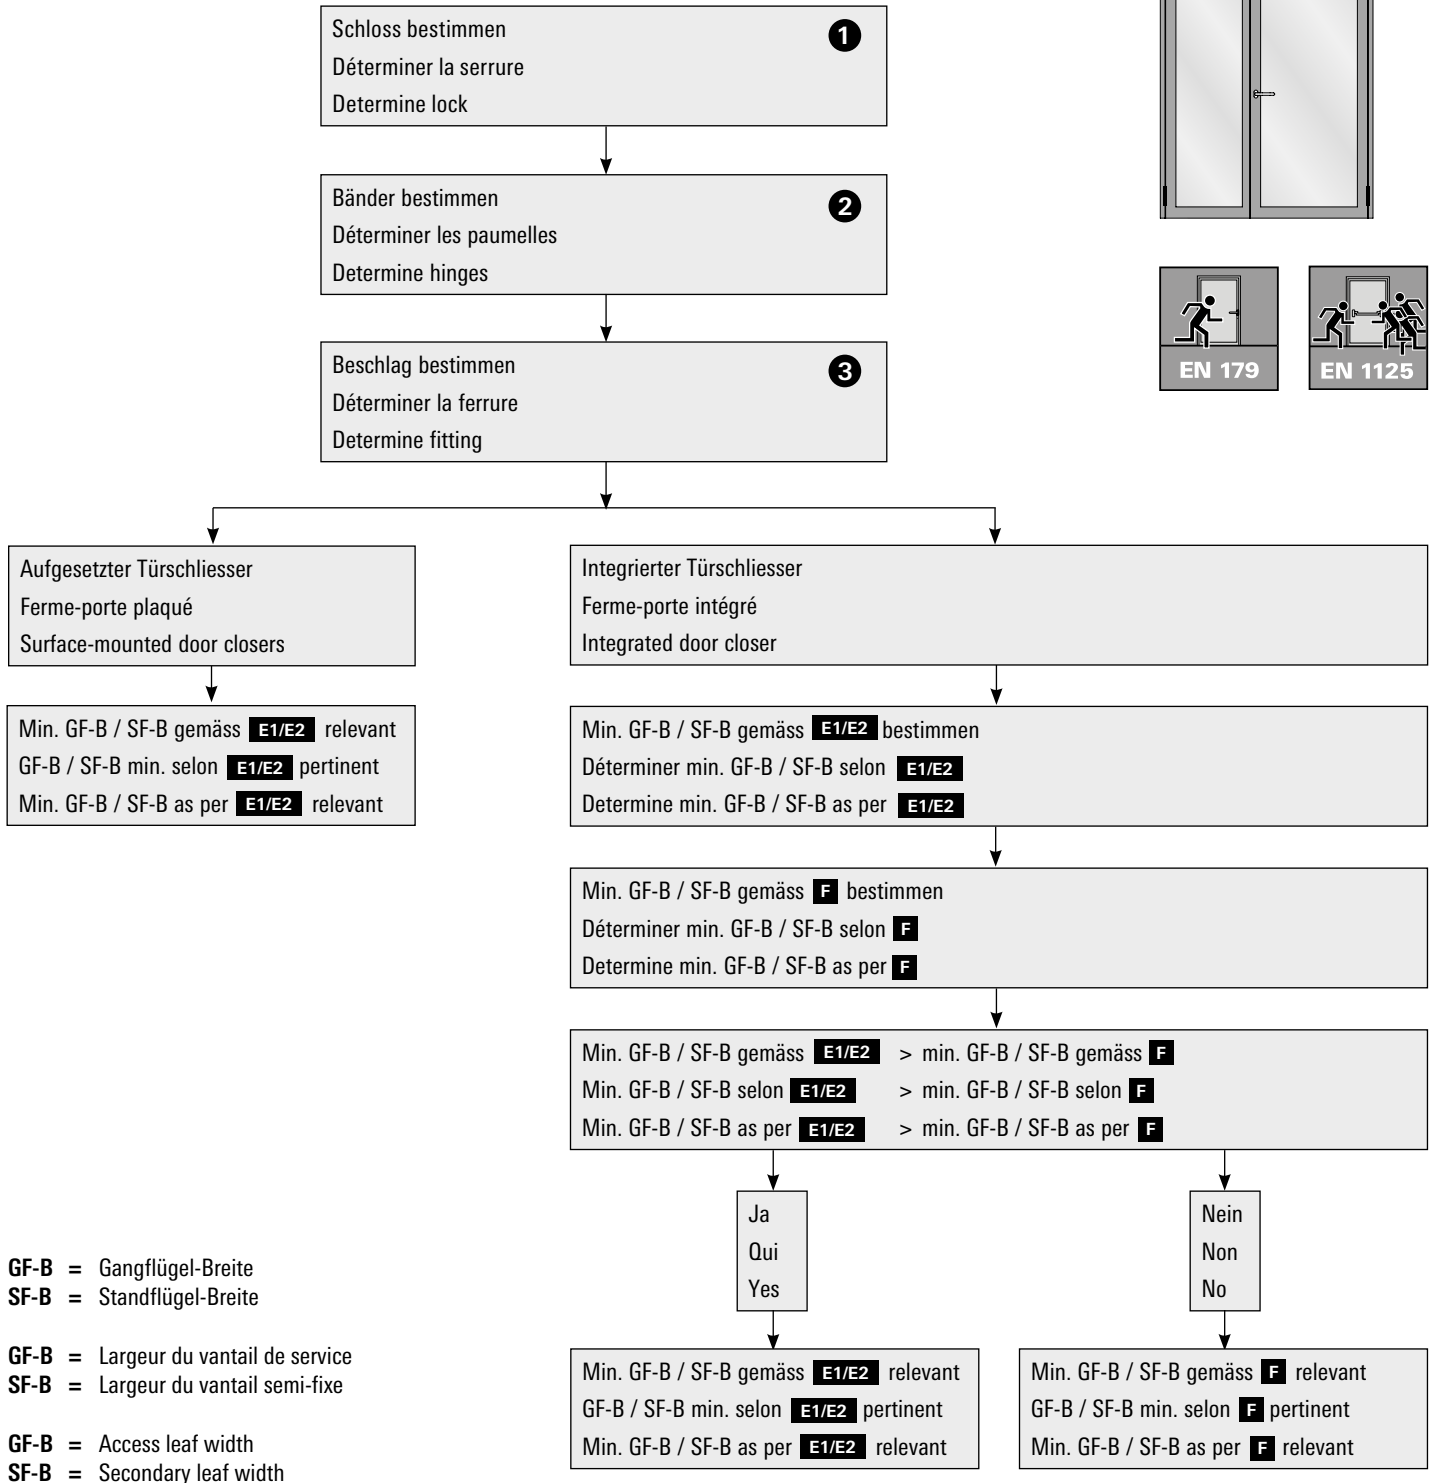 Schloss bestimmen
Déterminer la serrure
Determine lock
1
Bänder bestimmen
Déterminer les paumelles
Determine hinges
2
Beschlag bestimmen
Déterminer la ferrure
Determine fitting
3
EN 179
EN 1125
Aufgesetzter Türschliesser
Ferme-porte plaqué
Surface-mounted door closers
Integrierter Türschliesser
Ferme-porte intégré
Integrated door closer
Min. GF-B / SF-B gemäss E1/E2 relevant
GF-B / SF-B min. selon E1/E2 pertinent
Min. GF-B / SF-B as per E1/E2 relevant
Min. GF-B / SF-B gemäss E1/E2 bestimmen
Déterminer min. GF-B / SF-B selon E1/E2
Determine min. GF-B / SF-B as per E1/E2
Min. GF-B / SF-B gemäss F bestimmen
Déterminer min. GF-B / SF-B selon F
Determine min. GF-B / SF-B as per F
Min. GF-B / SF-B gemäss E1/E2 > min. GF-B / SF-B gemäss F
Min. GF-B / SF-B selon E1/E2 > min. GF-B / SF-B selon F
Min. GF-B / SF-B as per E1/E2 > min. GF-B / SF-B as per F
Ja
Qui
Yes
Nein
Non
No
Min. GF-B / SF-B gemäss E1/E2 relevant
GF-B / SF-B min. selon E1/E2 pertinent
Min. GF-B / SF-B as per E1/E2 relevant
Min. GF-B / SF-B gemäss F relevant
GF-B / SF-B min. selon F pertinent
Min. GF-B / SF-B as per F relevant
GF-B = Gangflügel-Breite
SF-B = Standflügel-Breite
GF-B = Largeur du vantail de service
SF-B = Largeur du vantail semi-fixe
GF-B = Access leaf width
SF-B = Secondary leaf width